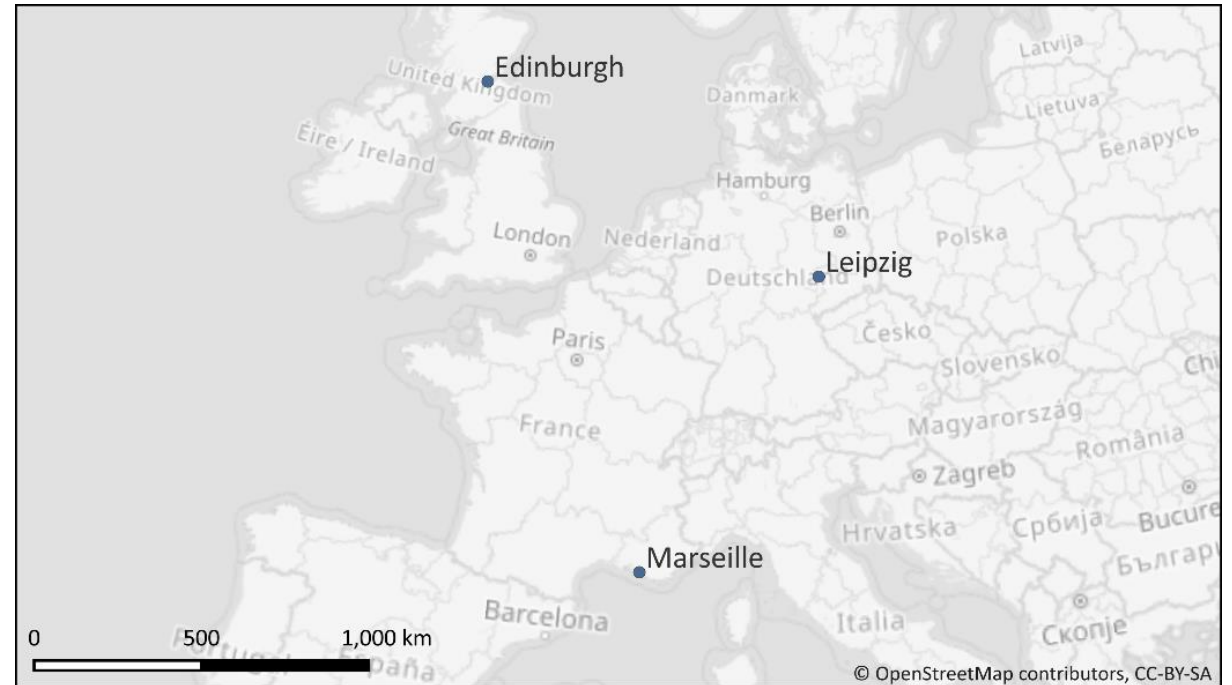 Edinburgh
United Kingdom
Great Britain
Éire / Ireland
Danmark
Latvija
Lietuva
Беларусь
Hamburg
Berlin
London
Nederland
Polska
Leipzig
Deutschland
Česko
Paris
Slovensko
Chi
France
Magyarország
România
Zagreb
Hrvatska
Србија
Bucure
Българ
Marseille
Barcelona
Italia
Скопје
Portugal
España
0 500 1,000 km
© OpenStreetMap contributors, CC-BY-SA